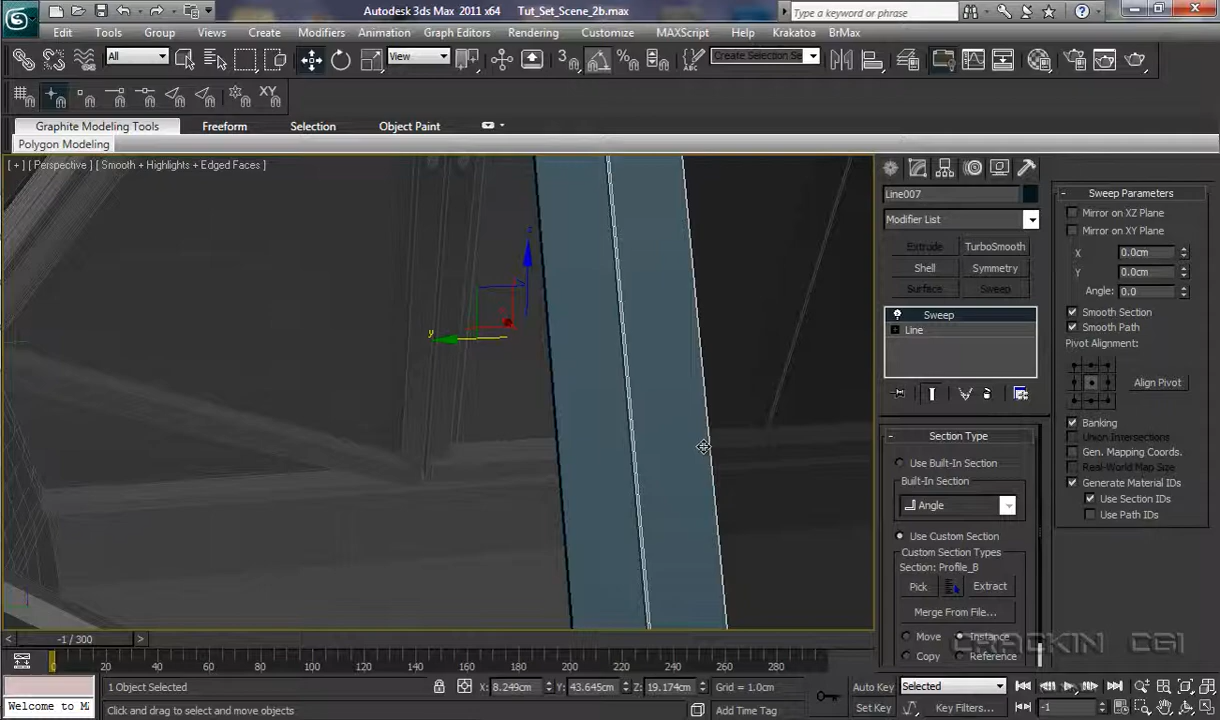 Autodesk 3ds Max 2011 x64 Tut_Set_Scene_2b.max
Type a keyword or phrase
Edit Tools Group Views Create Modifiers Animation Graph Editors Rendering Customize MAXScript Help Krakatoa BrMax
All View Create Selection Se
XY
Graphite Modeling Tools Freeform Selection Object Paint
Polygon Modeling
[ + ] [ Perspective ] [ Smooth + Highlights + Edged Faces ]
z
y
Line007
Modifier List
Extrude TurboSmooth
Shell Symmetry
Surface Sweep
Sweep
Line
Section Type
Use Built-In Section
Built-In Section
Angle
Use Custom Section
Custom Section Types
Section: Profile_B
Pick Extract
Merge From File...
Move Instance
Copy Reference
Sweep Parameters
Mirror on XZ Plane
Mirror on XY Plane
X 0.0cm
Y 0.0cm
Angle: 0.0
Smooth Section
Smooth Path
Pivot Alignment:
Align Pivot
Banking
Union Intersections
Gen. Mapping Coords.
Real-World Map Size
Generate Material IDs
Use Section IDs
Use Path IDs
CRACKIN CGI
< -1 / 300 >
0 20 40 60 80 100 120 140 160 180 200 220 240 260 280
1 Object Selected X: 8.249cm Y: 43.645cm Z: 19.174cm Grid = 1.0cm Auto Key Selected
Welcome to M Click and drag to select and move objects Add Time Tag Set Key Key Filters... -1